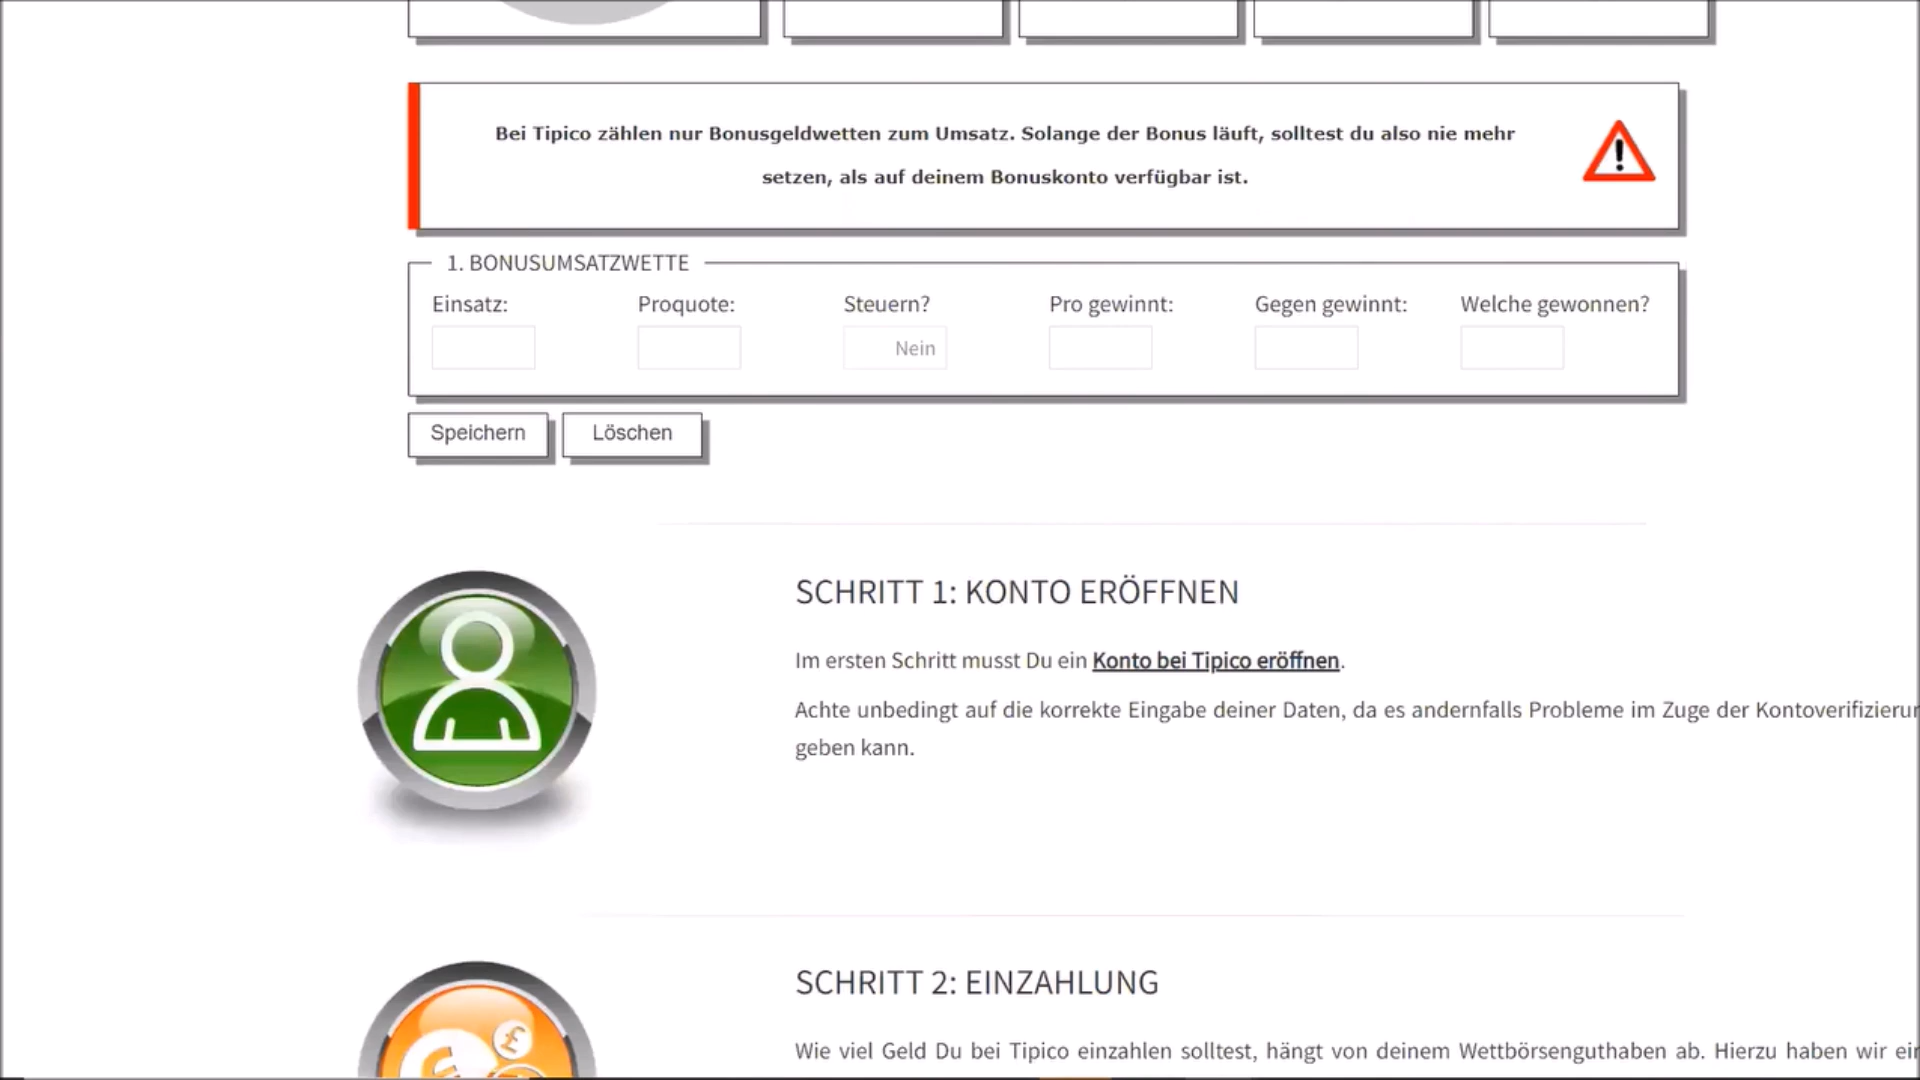 Bei Tipico zählen nur Bonusgeldwetten zum Umsatz. Solange der Bonus läuft, solltest du also nie mehr
setzen, als auf deinem Bonuskonto verfügbar ist.
1. BONUSUMSATZWETTE
Einsatz: Proquote: Steuern? Pro gewinnt: Gegen gewinnt: Welche gewonnen?
Nein
Speichern Löschen
SCHRITT 1: KONTO ERÖFFNEN
Im ersten Schritt musst Du ein Konto bei Tipico eröffnen.
Achte unbedingt auf die korrekte Eingabe deiner Daten, da es andernfalls Probleme im Zuge der
geben kann.
SCHRITT 2: EINZAHLUNG
Wie viel Geld Du bei Tipico einzahlen solltest, hängt von deinem Wettbörsenguthaben ab. Hierzu haben wir